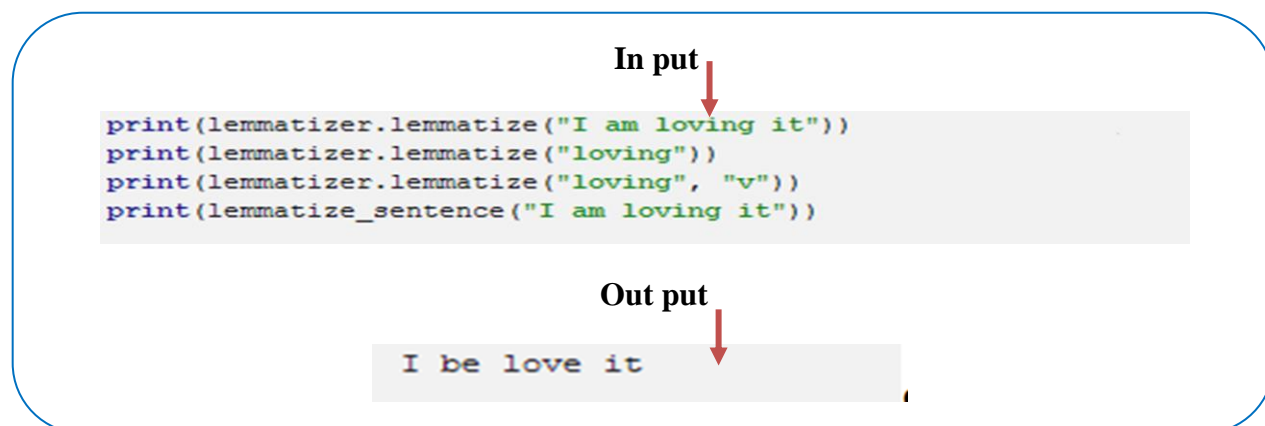 In put
print(lemmatizer.lemmatize("I am loving it"))
print(lemmatizer.lemmatize("loving"))
print(lemmatizer.lemmatize("loving", "v"))
print(lemmatize_sentence("I am loving it"))
Out put
I be love it